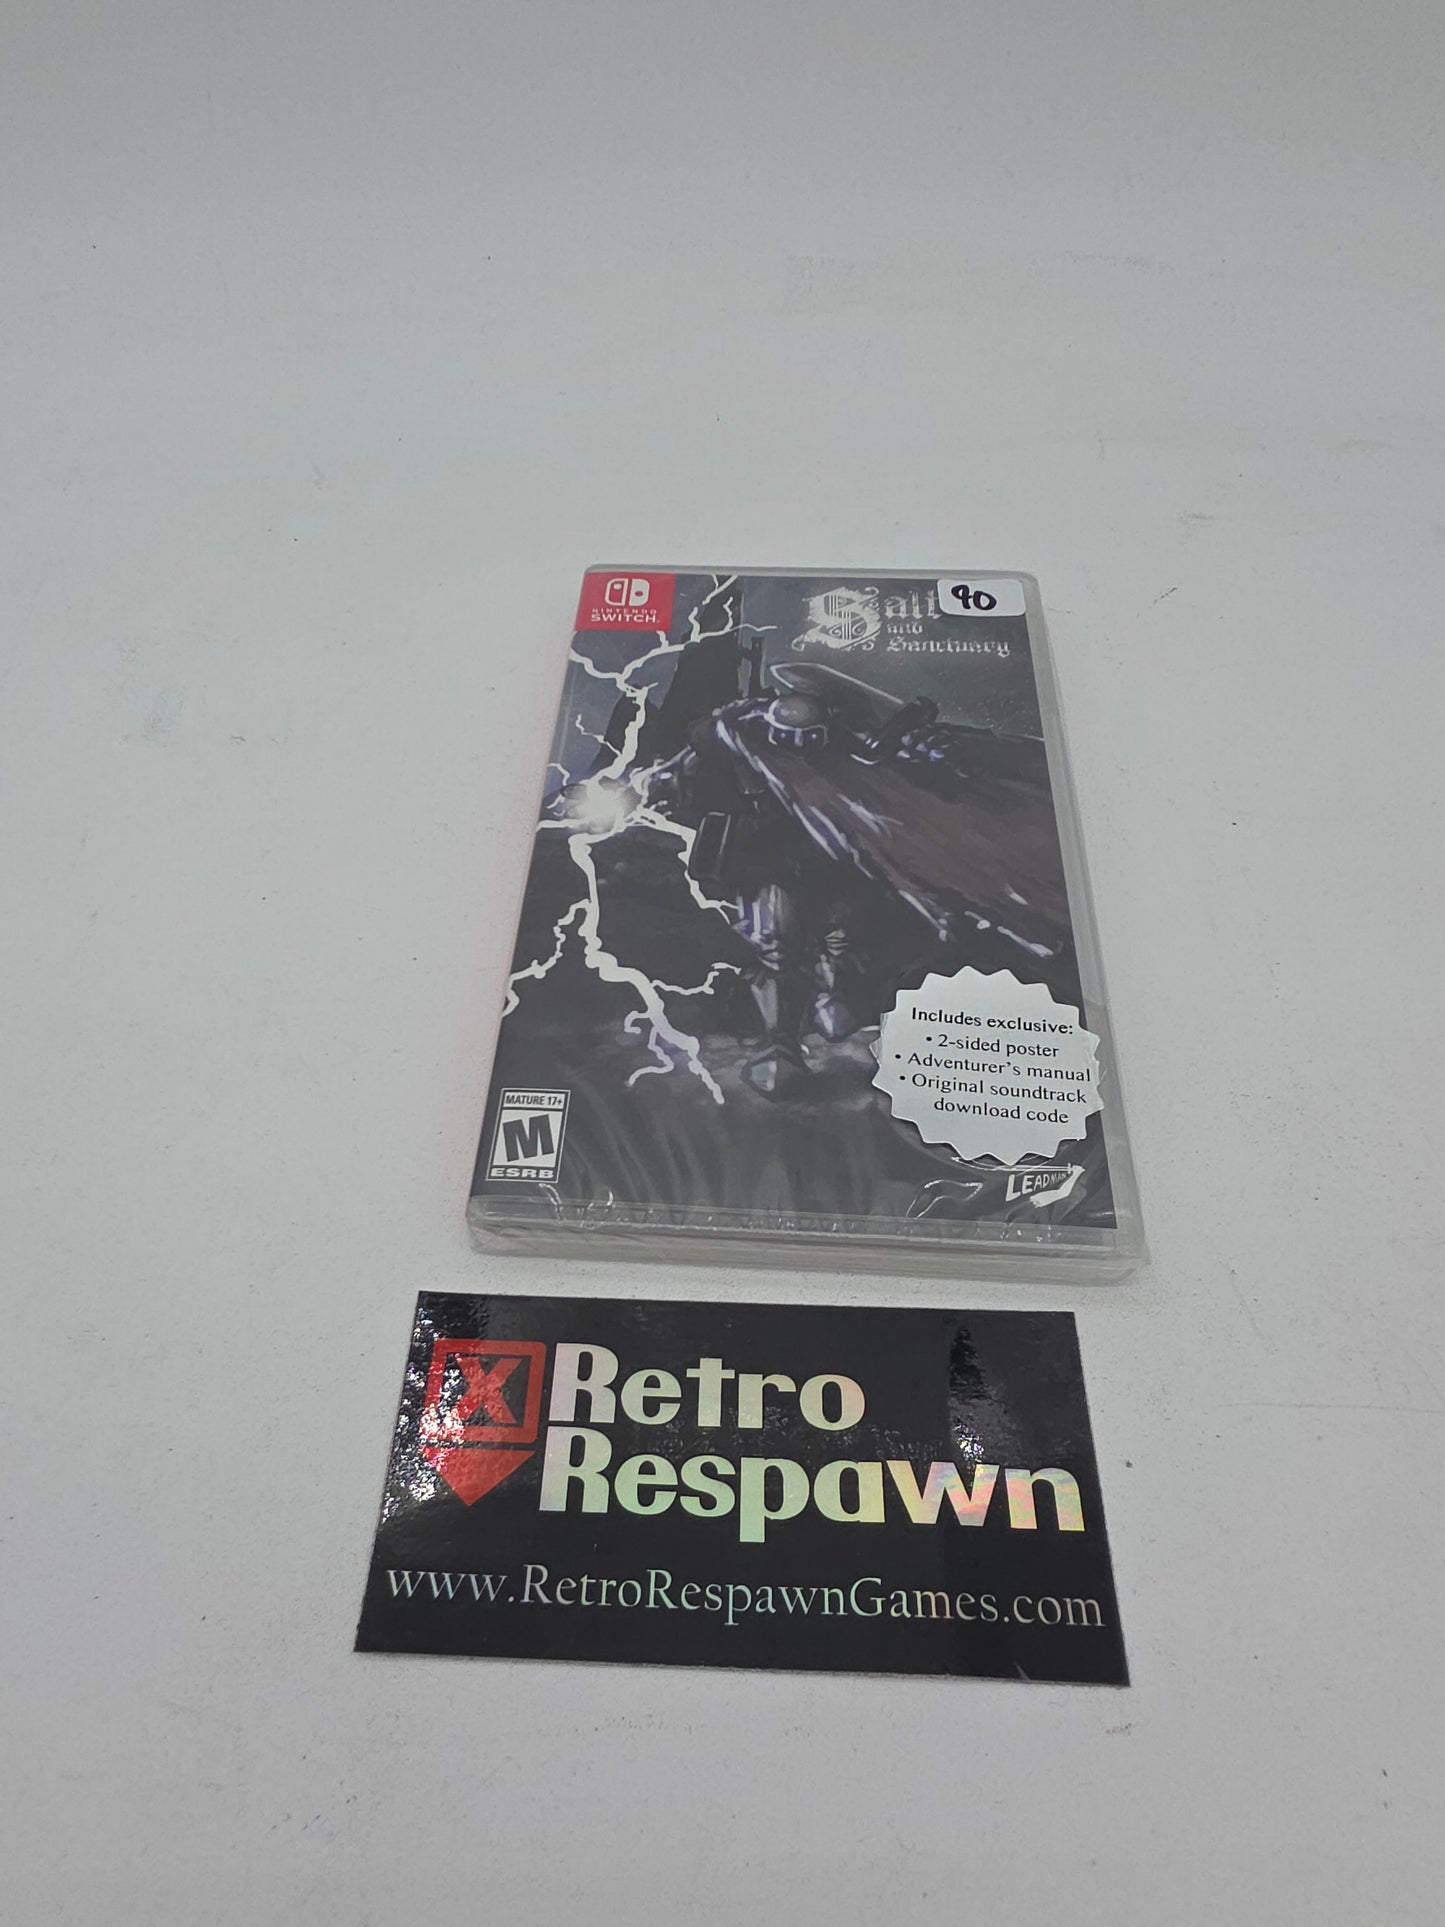 NINTENDO
SWITCH™
Salt
and
Sanctuary
90
Includes exclusive:
• 2-sided poster
• Adventurer's manual
• Original soundtrack
download code
MATURE 17+
M
ESRB
LEADMAN
X Retro
Respawn
www.RetroRespawnGames.com